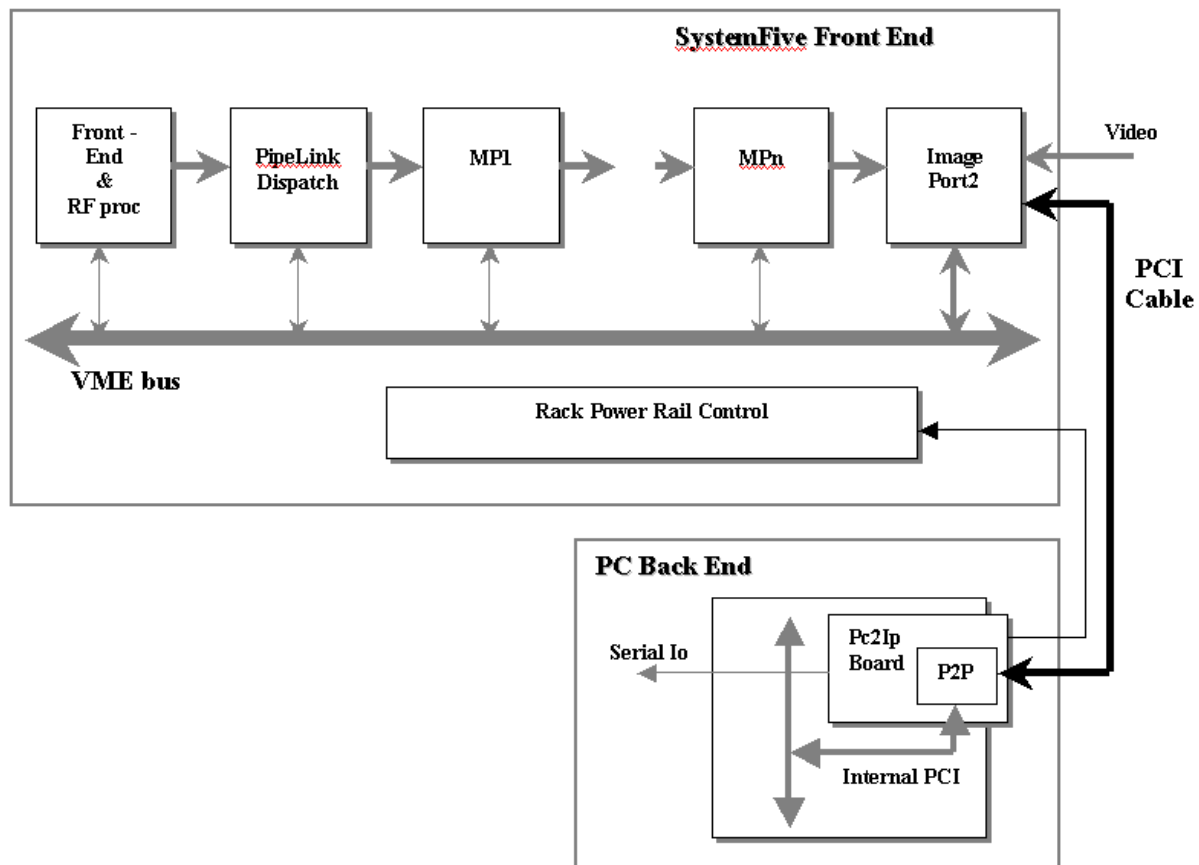 SystemFive Front End
Front -
End
&
RF proc
PipeLink
Dispatch
MP1
MPn
Image
Port2
Video
PCI
Cable
VME bus
Rack Power Rail Control
PC Back End
Pc2Ip
Board
Serial Io
P2P
Internal PCI